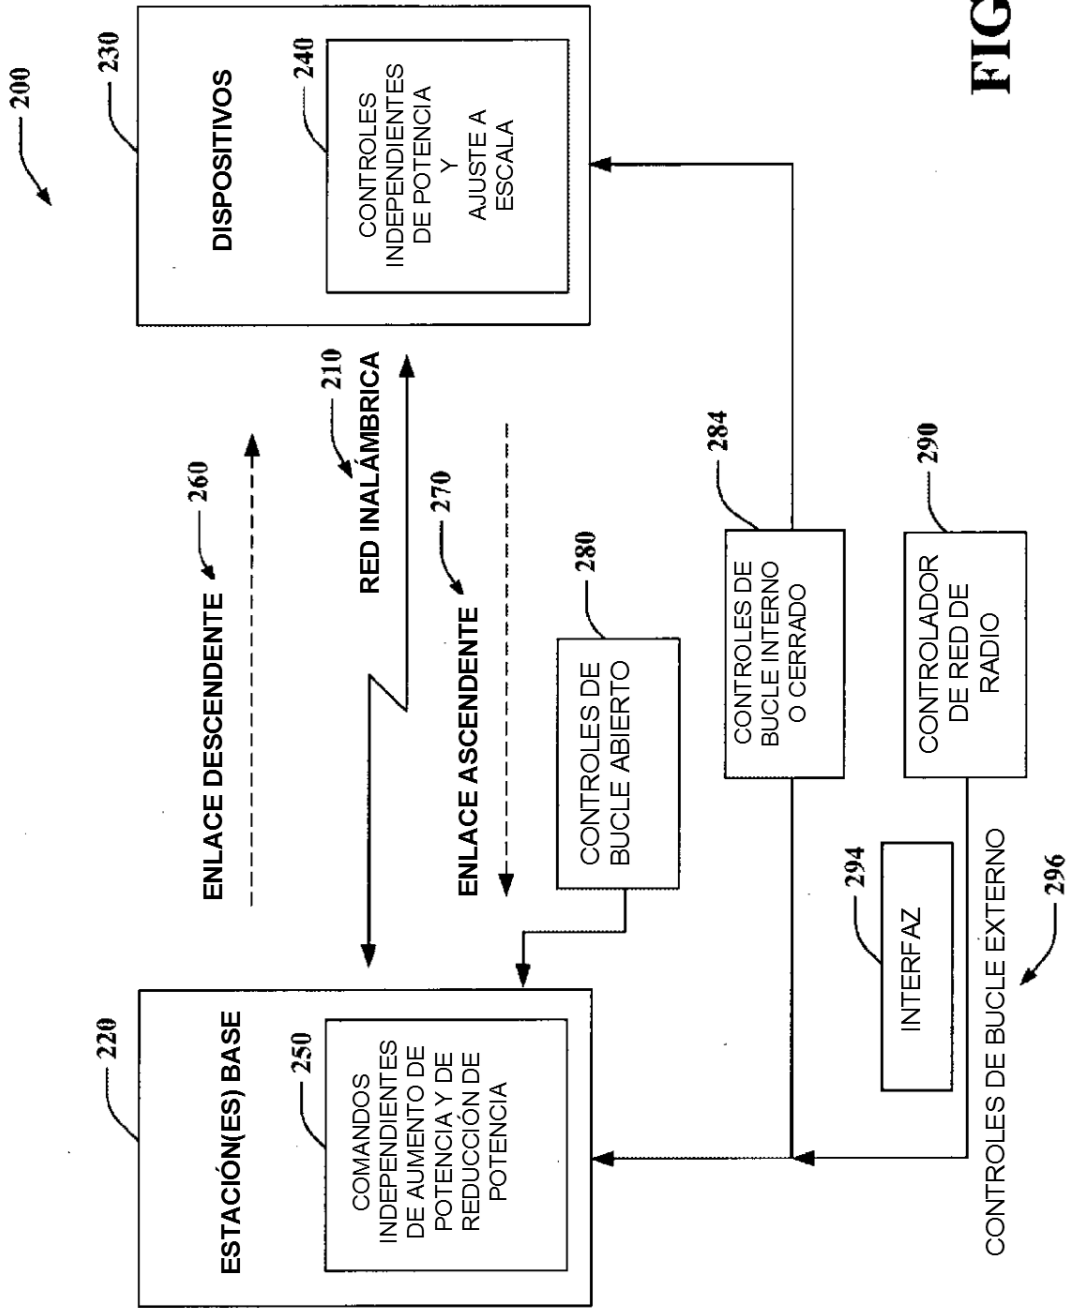 200
220
ESTACIÓN(ES) BASE
250
COMANDOS
INDEPENDIENTES
DE AUMENTO DE
POTENCIA Y DE
REDUCCIÓN DE
POTENCIA
ENLACE DESCENDENTE
260
RED INALÁMBRICA
210
ENLACE ASCENDENTE
270
230
DISPOSITIVOS
240
CONTROLES
INDEPENDIENTES
DE POTENCIA
Y
AJUSTE A
ESCALA
280
CONTROLES DE
BUCLE ABIERTO
284
CONTROLES DE
BUCLE INTERNO
O CERRADO
290
CONTROLADOR
DE RED DE
RADIO
294
INTERFAZ
CONTROLES DE BUCLE EXTERNO
296
FIG